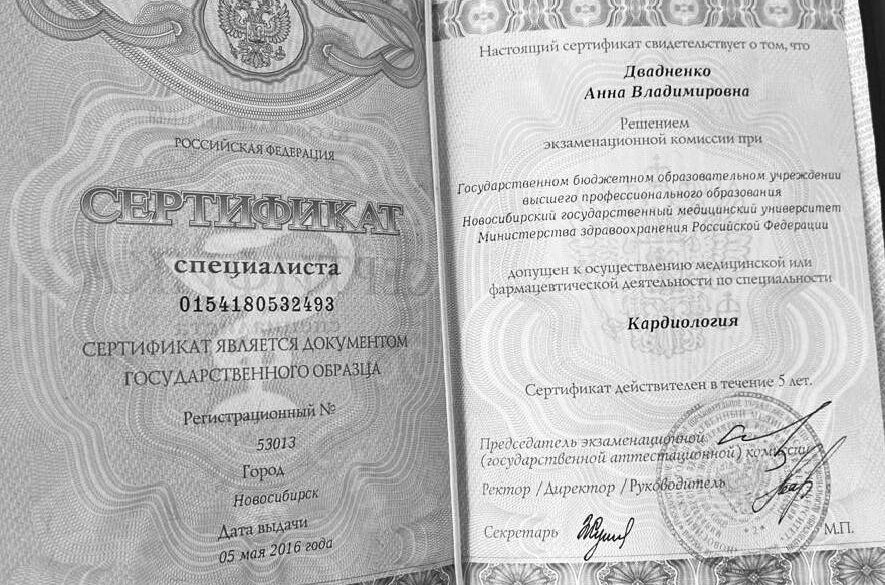 РОССИЙСКАЯ ФЕДЕРАЦИЯ
СЕРТИФИКАТ
специалиста
0154180532493
СЕРТИФИКАТ ЯВЛЯЕТСЯ ДОКУМЕНТОМ
ГОСУДАРСТВЕННОГО ОБРАЗЦА
Регистрационный №
53013
Город
Новосибирск
Дата выдачи
05 мая 2016 года
Настоящий сертификат свидетельствует о том, что
Двадненко
Анна Владимировна
Решением
экзаменационной комиссии при
Государственном бюджетном образовательном учреждении
высшего профессионального образования
Новосибирский государственный медицинский университет
Министерства здравоохранения Российской Федерации
допущен к осуществлению медицинской или
фармацевтической деятельности по специальности
Кардиология
Сертификат действителен в течение 5 лет.
Председатель экзаменационной
(государственной аттестационной) комиссии
Ректор /Директор /Руководитель
Секретарь
М.П.